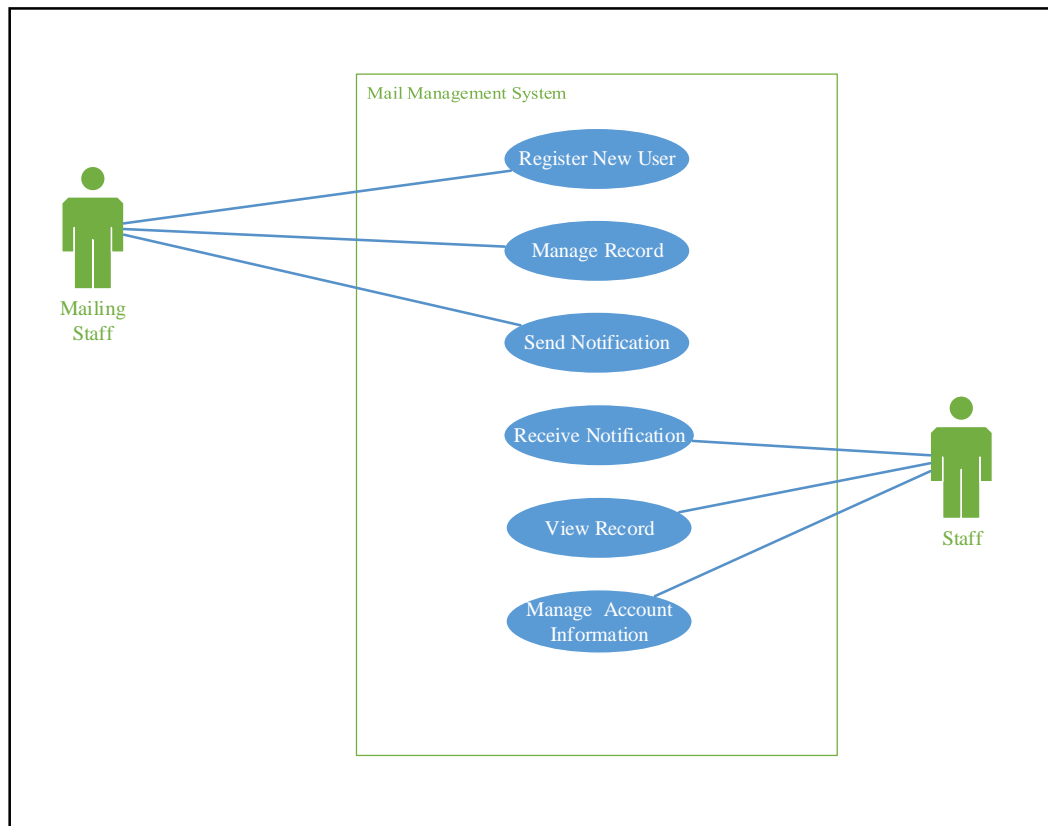 Mail Management System
Register New User
Manage Record
Mailing
Staff
Send Notification
Receive Notification
View Record
Staff
Manage Account
Information